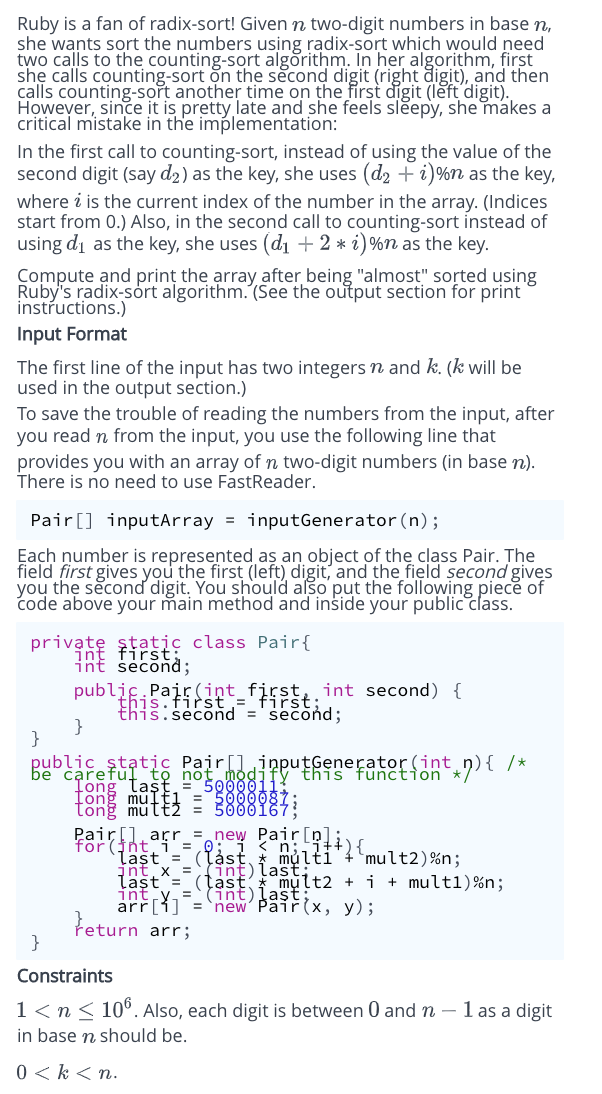 Ruby is a fan of radix-sort! Given n two-digit numbers in base n,
she wants sort the numbers using radix-sort which would need
two calls to the counting-sort algorithm. In her algorithm, first
she calls counting-sort on the second digit (right digit), and then
calls counting-sort another time on the first digit (left digit).
However, since it is pretty late and she feels sleepy, she makes a
critical mistake in the implementation:
In the first call to counting-sort, instead of using the value of the
second digit (say d₂) as the key, she uses (d₂ + i)%n as the key,
where i is the current index of the number in the array. (Indices
start from 0.) Also, in the second call to counting-sort instead of
using d₁ as the key, she uses (d₁ + 2 * i)%n as the key.
Compute and print the array after being "almost" sorted using
Ruby's radix-sort algorithm. (See the output section for print
instructions.)
Input Format
The first line of the input has two integers n and k. (k will be
used in the output section.)
To save the trouble of reading the numbers from the input, after
you read n from the input, you use the following line that
provides you with an array of n two-digit numbers (in base n).
There is no need to use FastReader.
Pair[] inputArray = inputGenerator(n);
Each number is represented as an object of the class Pair. The
field first gives you the first (left) digit, and the field second gives
you the second digit. You should also put the following piece of
code above your main method and inside your public class.
private static class Pair{
int first;
int second;
public Pair(int first, int second) {
this.first = first;
this.second = second;
}
}
public static Pair[] inputGenerator(int n){ /*
be careful to not modify this function */
long last = 5000011;
long mult1 = 5000087;
long mult2 = 5000167;
Pair[] arr = new Pair[n];
for(int i = 0; i < n; i++){
last = (last * mult1 + mult2)%n;
int x = (int)last;
last = (last * mult2 + i + mult1)%n;
int y = (int)last;
arr[i] = new Pair(x, y);
}
return arr;
}
Constraints
1 < n ≤ 10⁶. Also, each digit is between 0 and n − 1 as a digit
in base n should be.
0 < k < n.